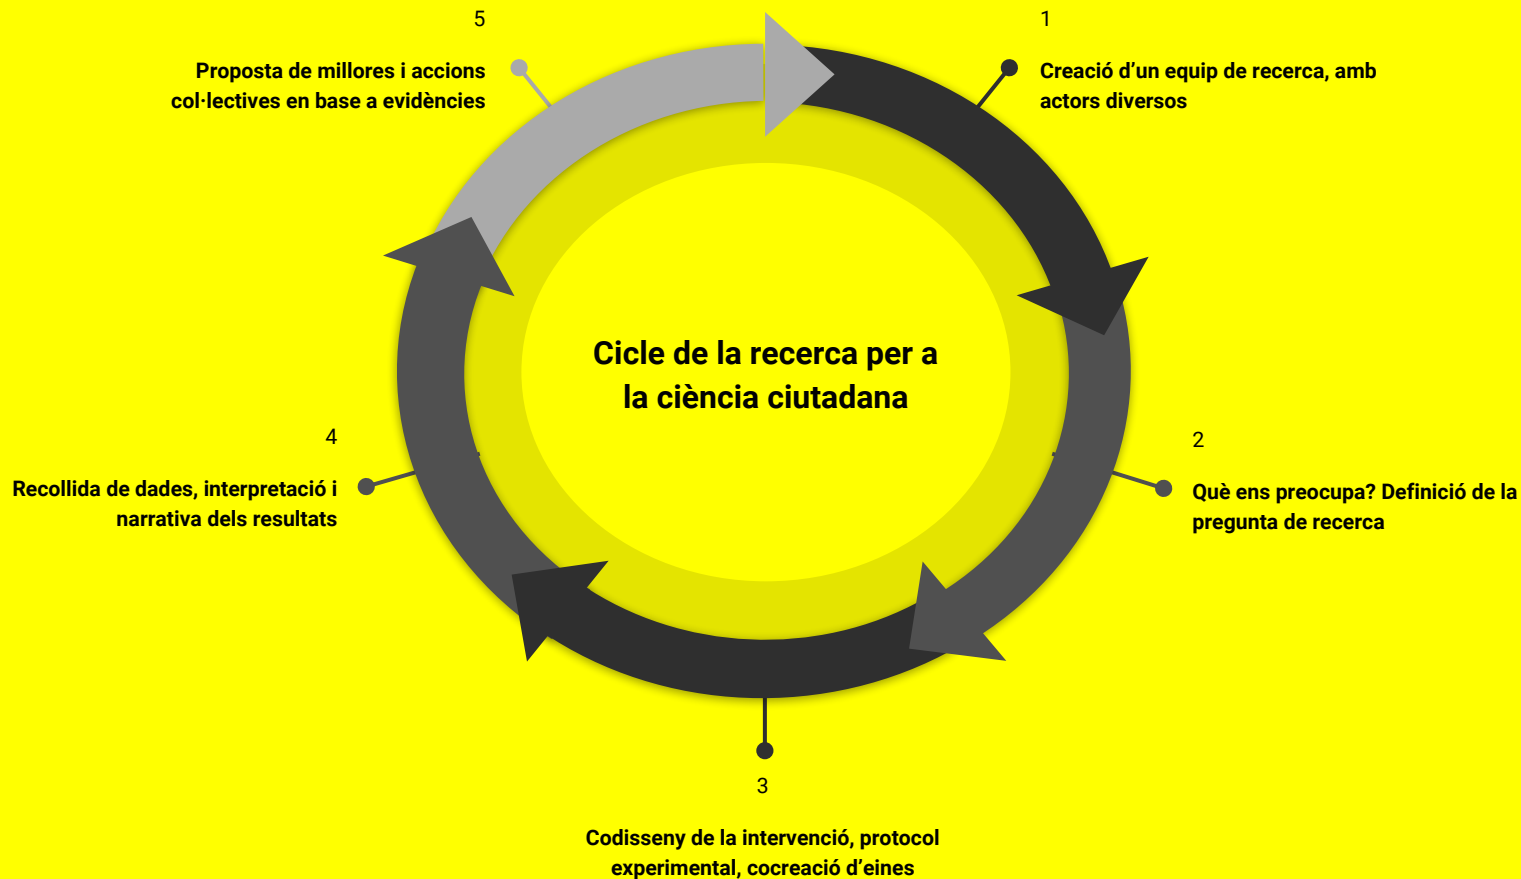 Cicle de la recerca per a
la ciència ciutadana
1
Creació d’un equip de recerca, amb
actors diversos
2
Què ens preocupa? Definició de la
pregunta de recerca
3
Codisseny de la intervenció, protocol
experimental, cocreació d’eines
4
Recollida de dades, interpretació i
narrativa dels resultats
5
Proposta de millores i accions
col·lectives en base a evidències